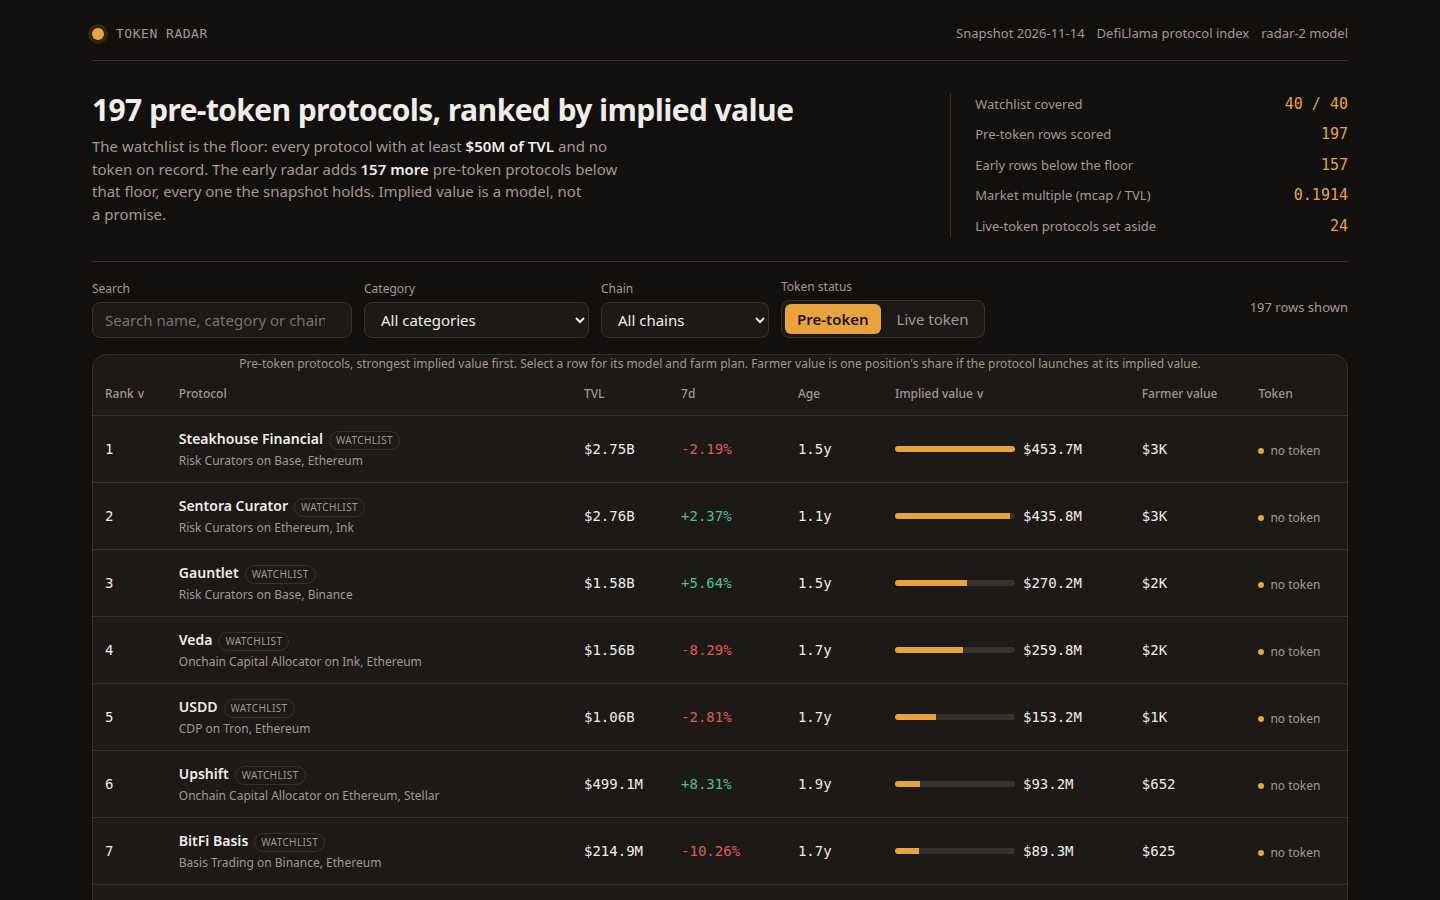 TOKEN RADAR
Snapshot 2026-11-14 DefiLlama protocol index radar-2 model
197 pre-token protocols, ranked by implied value
The watchlist is the floor: every protocol with at least $50M of TVL and no
token on record. The early radar adds 157 more pre-token protocols below
that floor, every one the snapshot holds. Implied value is a model, not
a promise.
Watchlist covered 40 / 40
Pre-token rows scored 197
Early rows below the floor 157
Market multiple (mcap / TVL) 0.1914
Live-token protocols set aside 24
Search Category Chain Token status
Search name, category or chain All categories All chains Pre-token Live token 197 rows shown
Pre-token protocols, strongest implied value first. Select a row for its model and farm plan. Farmer value is one position's share if the protocol launches at its implied value.
Rank v Protocol TVL 7d Age Implied value v Farmer value Token
1 Steakhouse Financial WATCHLIST $2.75B -2.19% 1.5y $453.7M $3K no token
Risk Curators on Base, Ethereum
2 Sentora Curator WATCHLIST $2.76B +2.37% 1.1y $435.8M $3K no token
Risk Curators on Ethereum, Ink
3 Gauntlet WATCHLIST $1.58B +5.64% 1.5y $270.2M $2K no token
Risk Curators on Base, Binance
4 Veda WATCHLIST $1.56B -8.29% 1.7y $259.8M $2K no token
Onchain Capital Allocator on Ink, Ethereum
5 USDD WATCHLIST $1.06B -2.81% 1.7y $153.2M $1K no token
CDP on Tron, Ethereum
6 Upshift WATCHLIST $499.1M +8.31% 1.9y $93.2M $652 no token
Onchain Capital Allocator on Ethereum, Stellar
7 BitFi Basis WATCHLIST $214.9M -10.26% 1.7y $89.3M $625 no token
Basis Trading on Binance, Ethereum